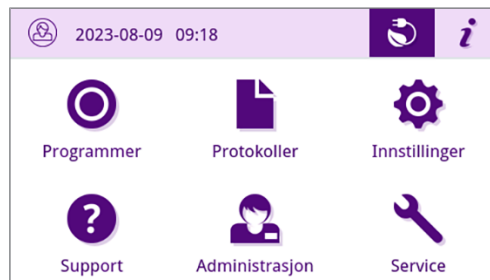 2023-08-09 09:18 i
Programmer Protokoller Innstillinger
? 
Support Administrasjon Service